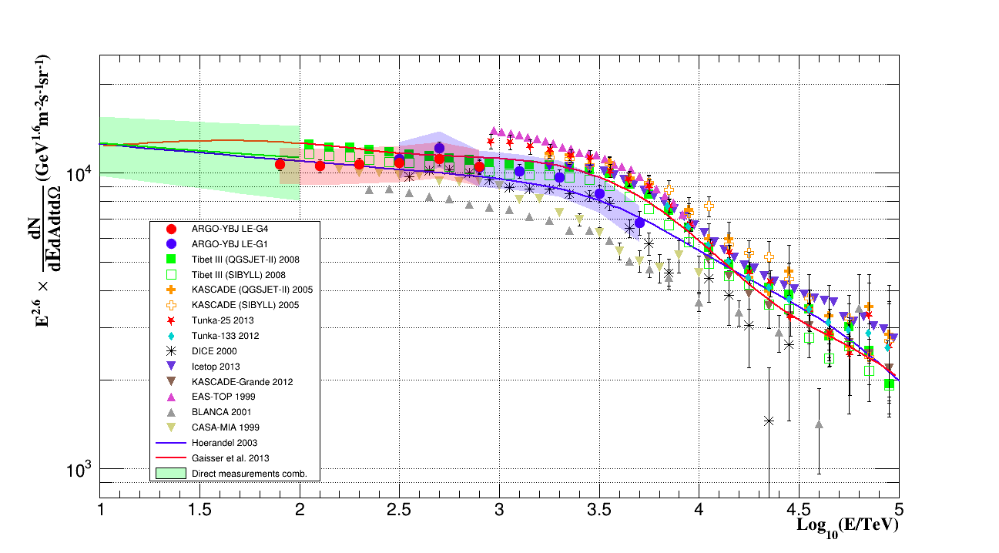 E^2.6 × dN/dEdAdtdΩ (GeV^1.6m^-2s^-1sr^-1)
10^4
10^3
ARGO-YBJ LE-G4
ARGO-YBJ LE-G1
Tibet III (QGSJET-II) 2008
Tibet III (SIBYLL) 2008
KASCADE (QGSJET-II) 2005
KASCADE (SIBYLL) 2005
Tunka-25 2013
Tunka-133 2012
DICE 2000
Icetop 2013
KASCADE-Grande 2012
EAS-TOP 1999
BLANCA 2001
CASA-MIA 1999
Hoerandel 2003
Gaisser et al. 2013
Direct measurements comb.
1 1.5 2 2.5 3 3.5 4 4.5 5
Log10(E/TeV)